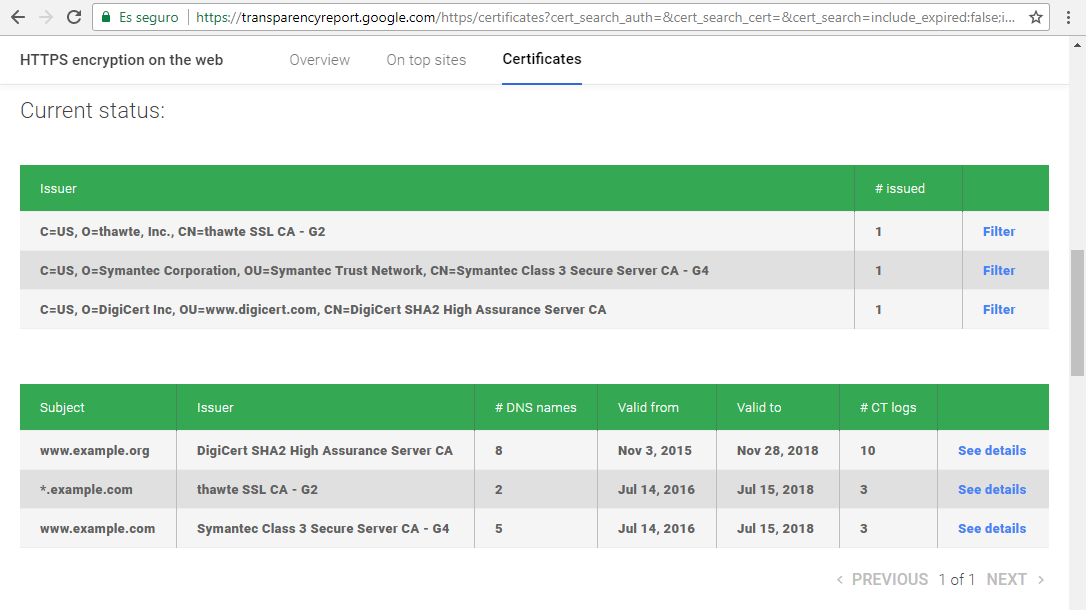 Es seguro https://transparencyreport.google.com/https/certificates?cert_search_auth=&cert_search_cert=&cert_search=include_expired:false;i...
HTTPS encryption on the web Overview On top sites Certificates
Current status:
Issuer # issued
C=US, O=thawte, Inc., CN=thawte SSL CA - G2 1 Filter
C=US, O=Symantec Corporation, OU=Symantec Trust Network, CN=Symantec Class 3 Secure Server CA - G4 1 Filter
C=US, O=DigiCert Inc, OU=www.digicert.com, CN=DigiCert SHA2 High Assurance Server CA 1 Filter
Subject Issuer # DNS names Valid from Valid to # CT logs
www.example.org DigiCert SHA2 High Assurance Server CA 8 Nov 3, 2015 Nov 28, 2018 10 See details
*.example.com thawte SSL CA - G2 2 Jul 14, 2016 Jul 15, 2018 3 See details
www.example.com Symantec Class 3 Secure Server CA - G4 5 Jul 14, 2016 Jul 15, 2018 3 See details
< PREVIOUS 1 of 1 NEXT >